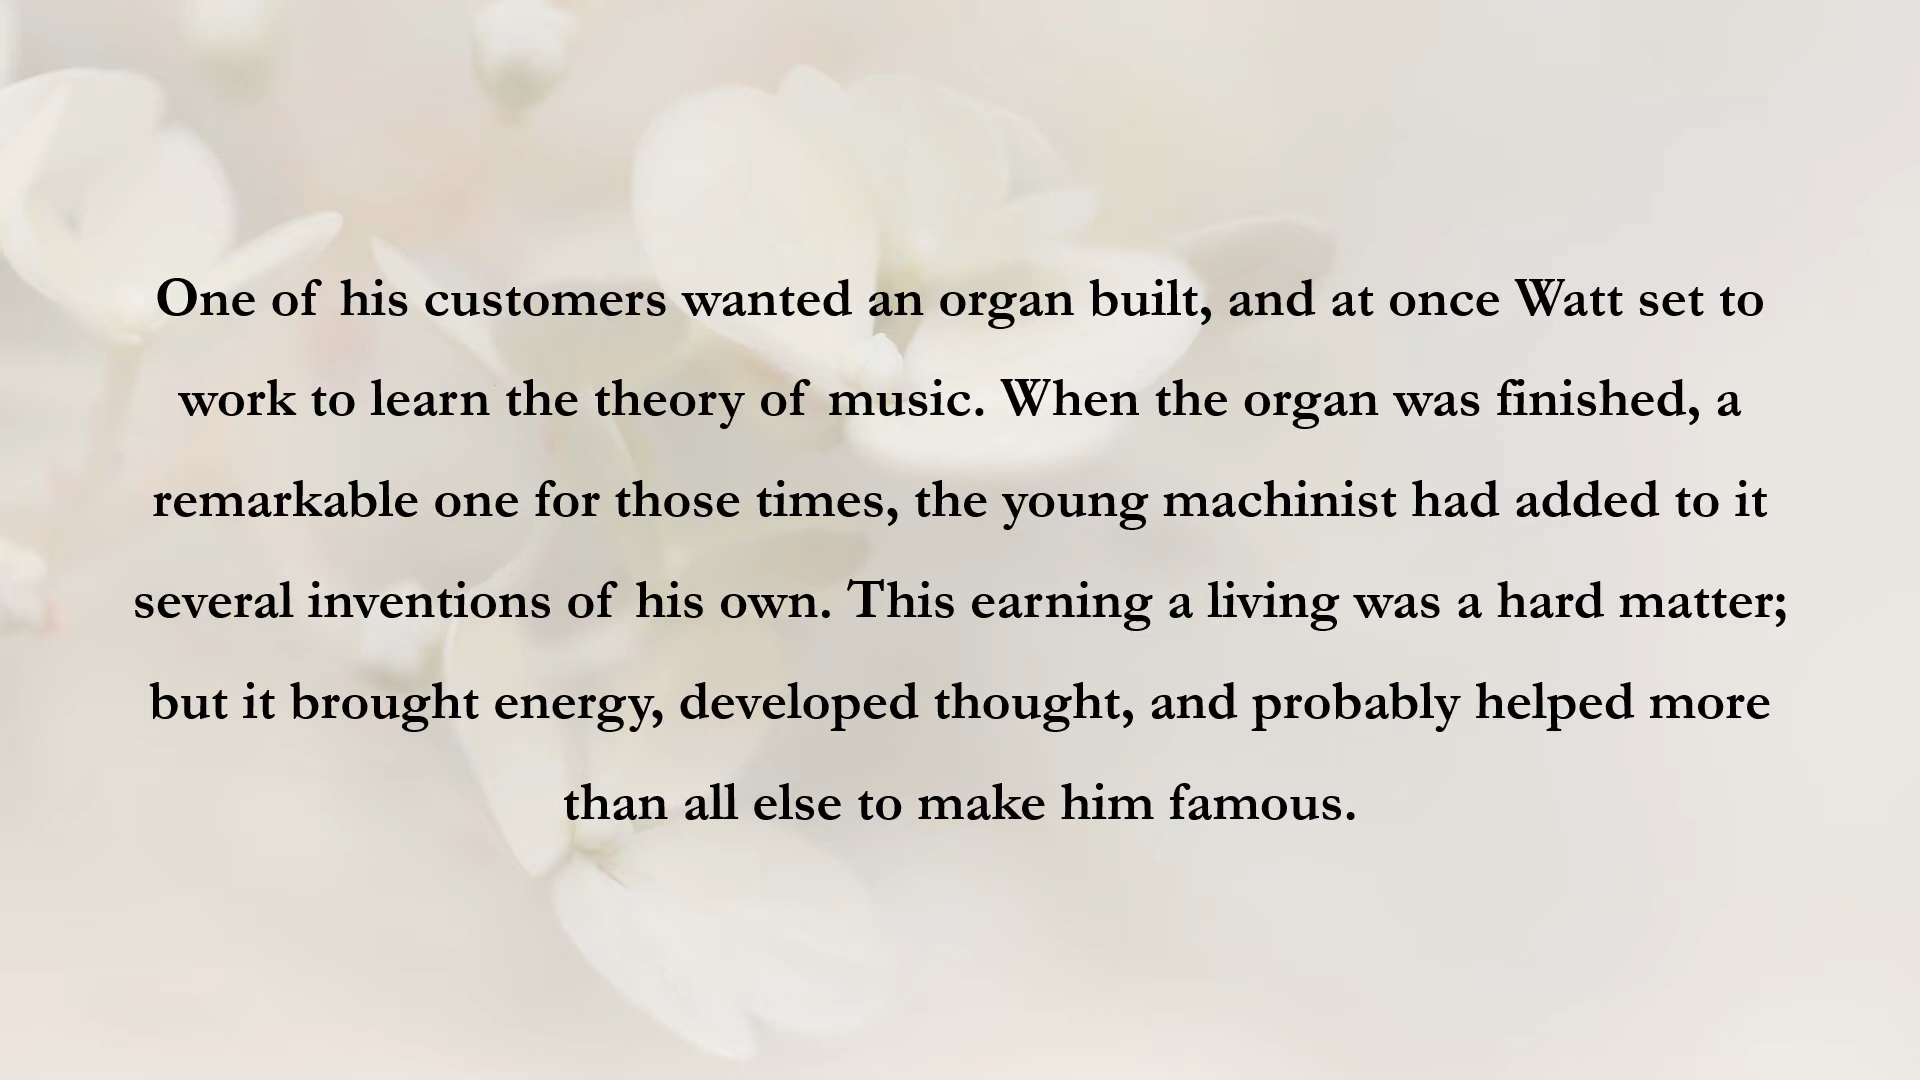 One of his customers wanted an organ built, and at once Watt set to
work to learn the theory of music. When the organ was finished, a
remarkable one for those times, the young machinist had added to it
several inventions of his own. This earning a living was a hard matter;
but it brought energy, developed thought, and probably helped more
than all else to make him famous.